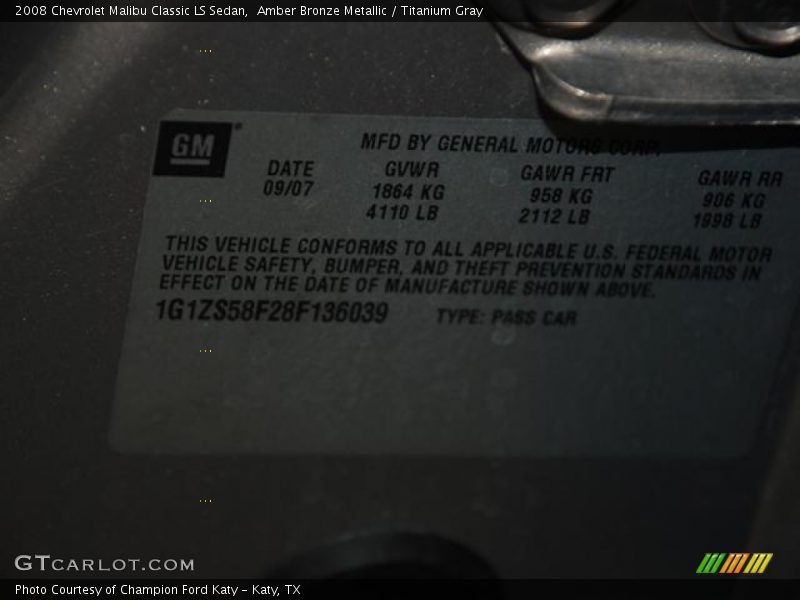 2008 Chevrolet Malibu Classic LS Sedan,  Amber Bronze Metallic / Titanium Gray
GM
MFD BY GENERAL MOTORS CORP.
DATE GVWR GAWR FRT GAWR RR
09/07 1864 KG 958 KG 906 KG
4110 LB 2112 LB 1998 LB
THIS VEHICLE CONFORMS TO ALL APPLICABLE U.S. FEDERAL MOTOR
VEHICLE SAFETY, BUMPER, AND THEFT PREVENTION STANDARDS IN
EFFECT ON THE DATE OF MANUFACTURE SHOWN ABOVE.
1G1ZS58F28F136039 TYPE: PASS CAR
GTCARLOT.COM
Photo Courtesy of Champion Ford Katy - Katy, TX